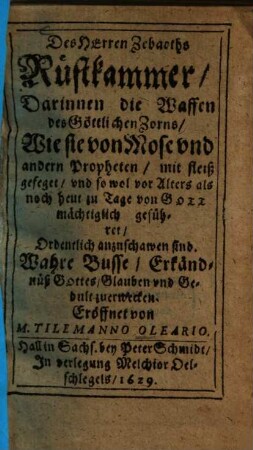 Des HErren Zebaoths
Rüstkammer/
Darinnen die Waffen
des Göttlichen Zorns/
Wie sie von Mose vnd
andern Propheten/ mit fleiß
gefeget/ vnd so wol vor Alters als
noch heut zu Tage von GOTT
mächtiglich gefüh-
ret/
Ordentlich anzuschawen sind.
Wahre Busse/ Erkänd-
nüß GOttes/ Glauben vnd Ge-
dult zuerwecken.
Eröffnet von
M. TILEMANNO OLEARIO.
Hall in Sachs. bey Peter Schmidt/
In verlegung Melchior Oel-
schlegels/ 1629.